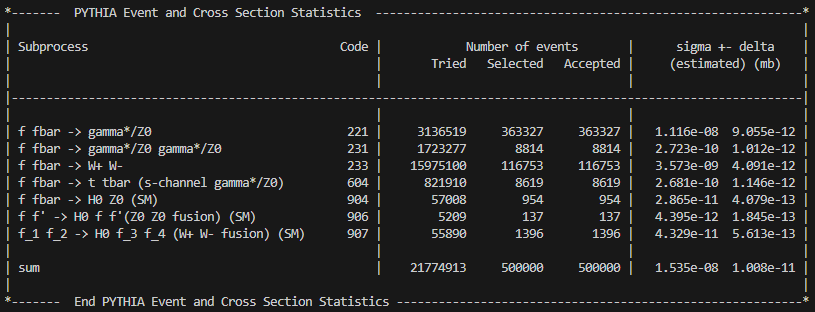 *-------  PYTHIA Event and Cross Section Statistics  -------------------------------------------------------------*
|                                                                                                                 |
| Subprocess                                    Code |            Number of events       |      sigma +- delta    |
|                                                    |       Tried   Selected   Accepted |     (estimated) (mb)   |
|                                                    |                                   |                        |
|-----------------------------------------------------------------------------------------------------------------|
|                                                    |                                   |                        |
| f fbar -> gamma*/Z0                            221 |     3136519     363327     363327 |   1.116e-08  9.055e-12 |
| f fbar -> gamma*/Z0 gamma*/Z0                  231 |     1723277       8814       8814 |   2.723e-10  1.012e-12 |
| f fbar -> W+ W-                                233 |    15975100     116753     116753 |   3.573e-09  4.091e-12 |
| f fbar -> t tbar (s-channel gamma*/Z0)         604 |      821910       8619       8619 |   2.681e-10  1.146e-12 |
| f fbar -> H0 Z0 (SM)                           904 |       57008        954        954 |   2.865e-11  4.079e-13 |
| f f' -> H0 f f'(Z0 Z0 fusion) (SM)             906 |        5209        137        137 |   4.395e-12  1.845e-13 |
| f_1 f_2 -> H0 f_3 f_4 (W+ W- fusion) (SM)      907 |       55890       1396       1396 |   4.329e-11  5.613e-13 |
|                                                    |                                   |                        |
| sum                                                |    21774913     500000     500000 |   1.535e-08  1.008e-11 |
|                                                                                                                 |
*-------  End PYTHIA Event and Cross Section Statistics ----------------------------------------------------------*